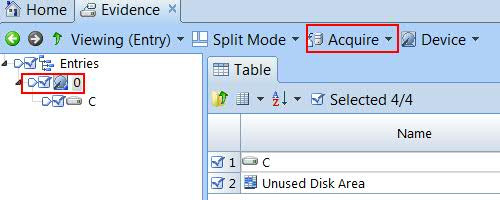 Home Evidence
Viewing (Entry) Split Mode Acquire Device
Entries
0
C
Table
Selected 4/4
Name
1 C
2 Unused Disk Area